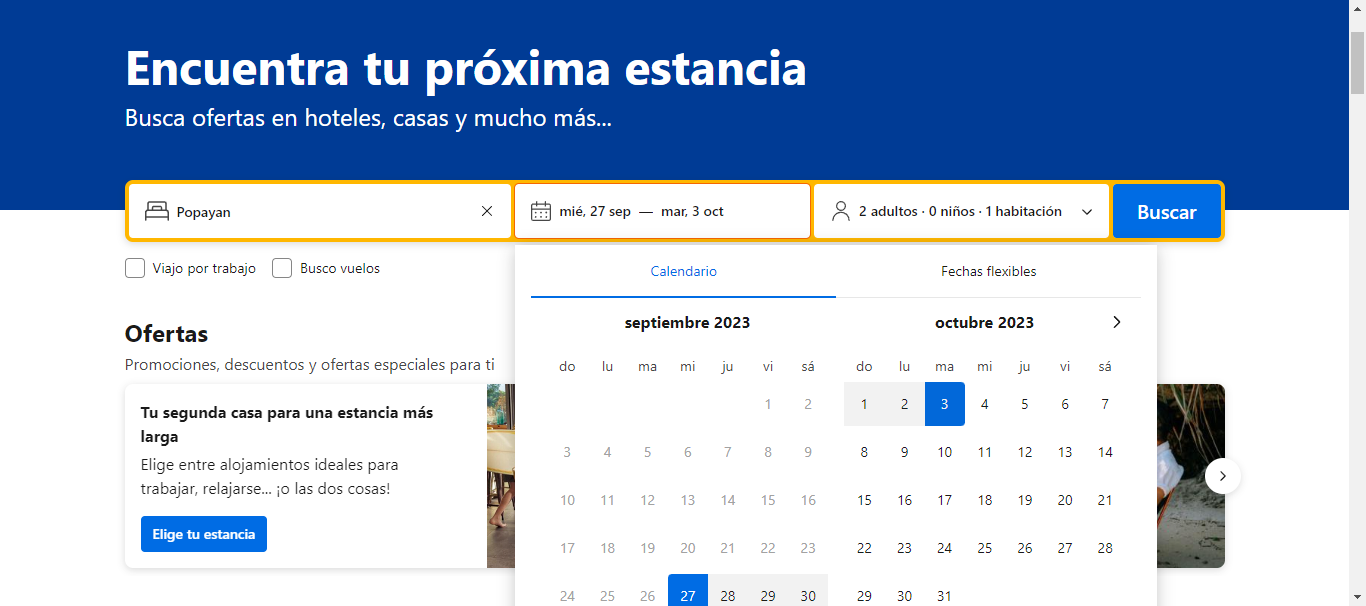 Encuentra tu próxima estancia
Busca ofertas en hoteles, casas y mucho más...
Popayan
mié, 27 sep — mar, 3 oct
2 adultos · 0 niños · 1 habitación
Buscar
Viajo por trabajo
Busco vuelos
Calendario
Fechas flexibles
septiembre 2023
do lu ma mi ju vi sá
1 2
3 4 5 6 7 8 9
10 11 12 13 14 15 16
17 18 19 20 21 22 23
24 25 26 27 28 29 30
octubre 2023
do lu ma mi ju vi sá
1 2 3 4 5 6 7
8 9 10 11 12 13 14
15 16 17 18 19 20 21
22 23 24 25 26 27 28
29 30 31
Ofertas
Promociones, descuentos y ofertas especiales para ti
Tu segunda casa para una estancia más
larga
Elige entre alojamientos ideales para
trabajar, relajarse... ¡o las dos cosas!
Elige tu estancia